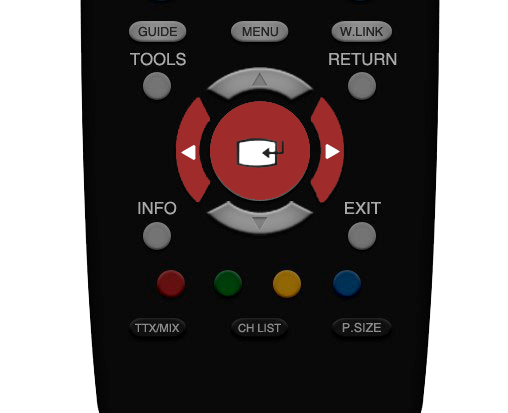 GUIDE MENU W.LINK
TOOLS RETURN
INFO EXIT
TTX/MIX CH LIST P.SIZE